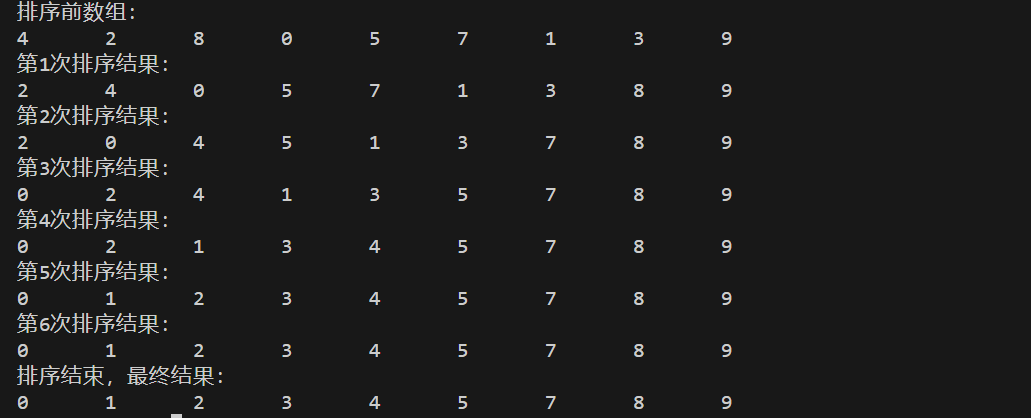 排序前数组：
4 2 8 0 5 7 1 3 9
第1次排序结果：
2 4 0 5 7 1 3 8 9
第2次排序结果：
2 0 4 5 1 3 7 8 9
第3次排序结果：
0 2 4 1 3 5 7 8 9
第4次排序结果：
0 2 1 3 4 5 7 8 9
第5次排序结果：
0 1 2 3 4 5 7 8 9
第6次排序结果：
0 1 2 3 4 5 7 8 9
排序结束，最终结果：
0 1 2 3 4 5 7 8 9